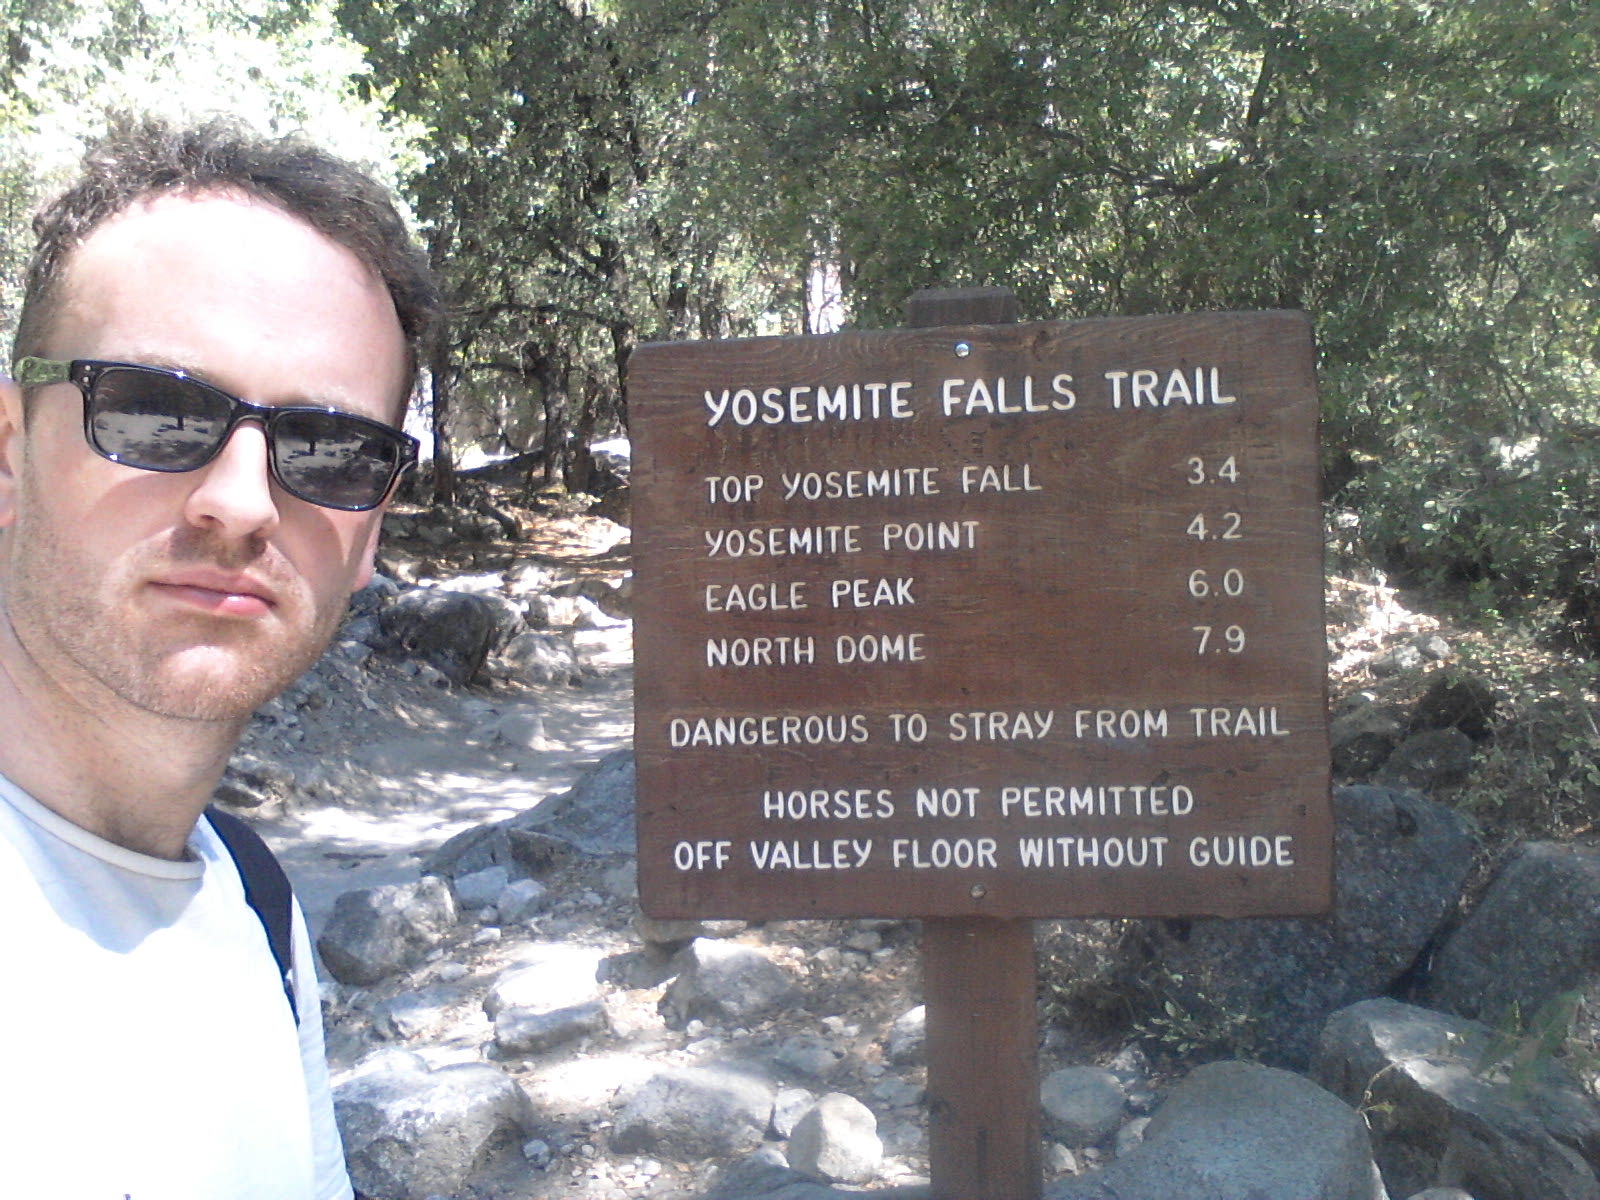 YOSEMITE FALLS TRAIL
TOP YOSEMITE FALL 3.4
YOSEMITE POINT 4.2
EAGLE PEAK 6.0
NORTH DOME 7.9
DANGEROUS TO STRAY FROM TRAIL
HORSES NOT PERMITTED
OFF VALLEY FLOOR WITHOUT GUIDE